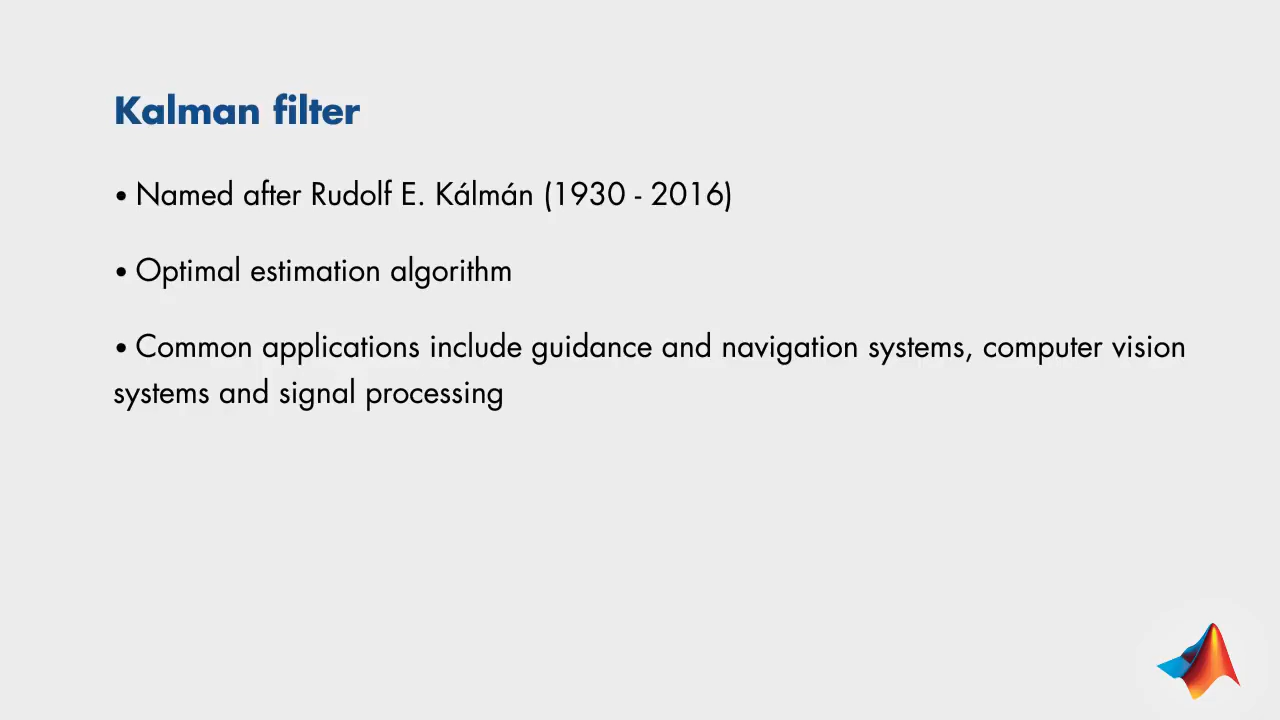 Kalman filter
• Named after Rudolf E. Kálmán (1930 - 2016)
• Optimal estimation algorithm
• Common applications include guidance and navigation systems, computer vision
systems and signal processing